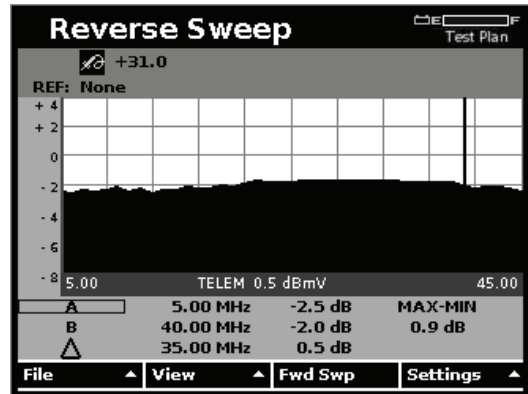 Reverse Sweep
E F
Test Plan
+31.0
REF: None
+ 4
+ 2
0
- 2
- 4
- 6
- 8
5.00 TELEM 0.5 dBmV 45.00
A 5.00 MHz -2.5 dB MAX-MIN
B 40.00 MHz -2.0 dB 0.9 dB
Δ 35.00 MHz 0.5 dB
File View Fwd Swp Settings